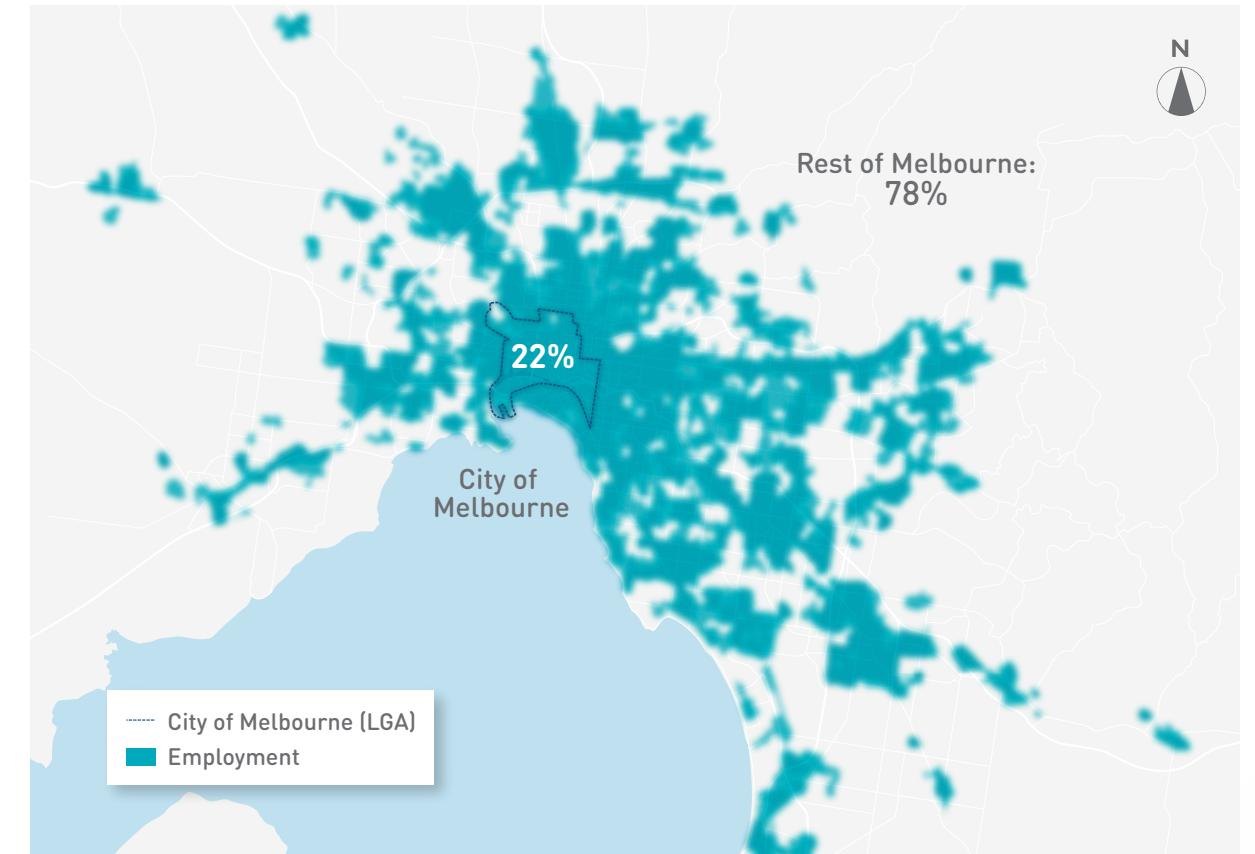 N
Rest of Melbourne:
78%
22%
City of
Melbourne
City of Melbourne (LGA)
Employment